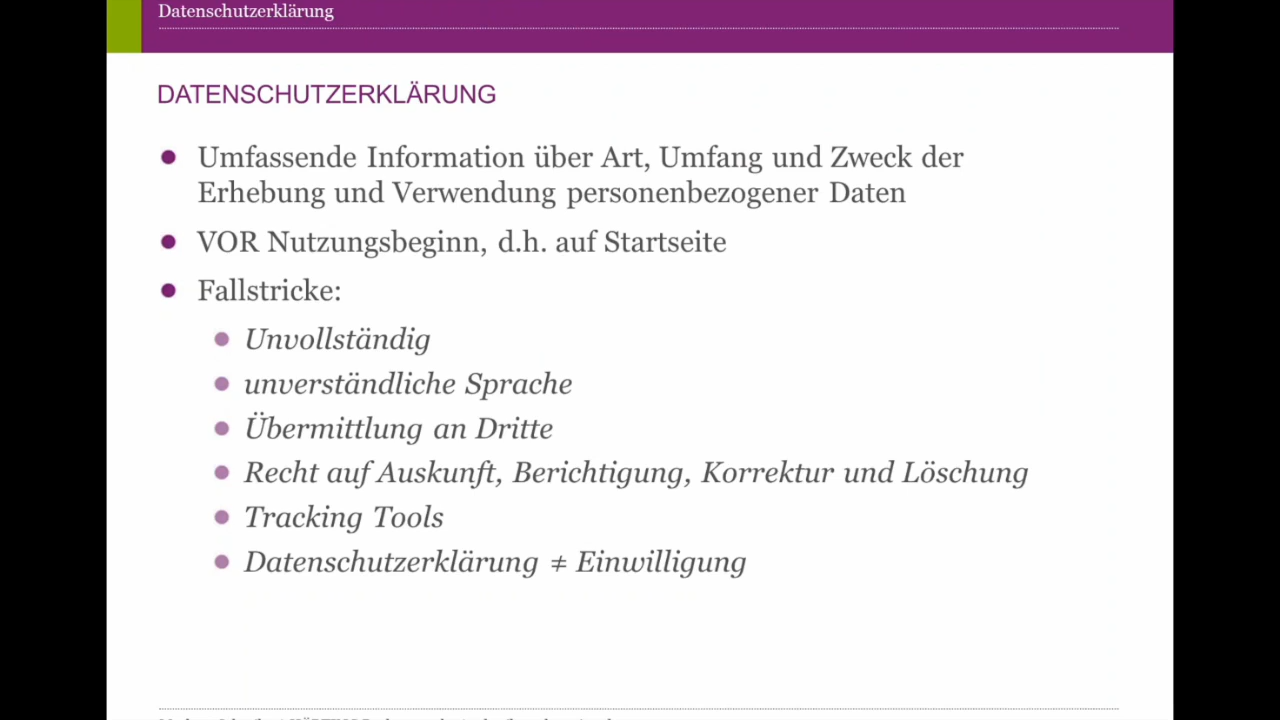 Datenschutzerklärung
DATENSCHUTZERKLÄRUNG
Umfassende Information über Art, Umfang und Zweck der
Erhebung und Verwendung personenbezogener Daten
VOR Nutzungsbeginn, d.h. auf Startseite
Fallstricke:
Unvollständig
unverständliche Sprache
Übermittlung an Dritte
Recht auf Auskunft, Berichtigung, Korrektur und Löschung
Tracking Tools
Datenschutzerklärung ≠ Einwilligung